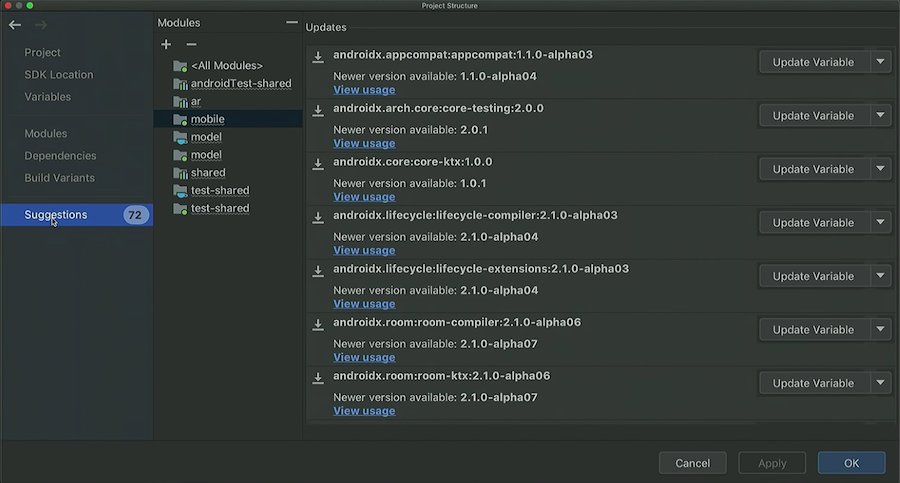 Project Structure
Project
SDK Location
Variables
Modules
Dependencies
Build Variants
Suggestions 72
Modules
<All Modules>
androidTest-shared
ar
mobile
model
model
shared
test-shared
test-shared
Updates
androidx.appcompat:appcompat:1.1.0-alpha03
Newer version available: 1.1.0-alpha04
View usage
Update Variable
androidx.arch.core:core-testing:2.0.0
Newer version available: 2.0.1
View usage
Update Variable
androidx.core:core-ktx:1.0.0
Newer version available: 1.0.1
View usage
Update Variable
androidx.lifecycle:lifecycle-compiler:2.1.0-alpha03
Newer version available: 2.1.0-alpha04
View usage
Update Variable
androidx.lifecycle:lifecycle-extensions:2.1.0-alpha03
Newer version available: 2.1.0-alpha04
View usage
Update Variable
androidx.room:room-compiler:2.1.0-alpha06
Newer version available: 2.1.0-alpha07
View usage
Update Variable
androidx.room:room-ktx:2.1.0-alpha06
Newer version available: 2.1.0-alpha07
View usage
Update Variable
Cancel
Apply
OK